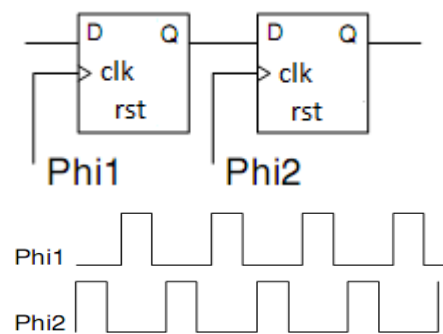 D Q D Q
clk clk
rst rst
Phi1 Phi2
Phi1
Phi2